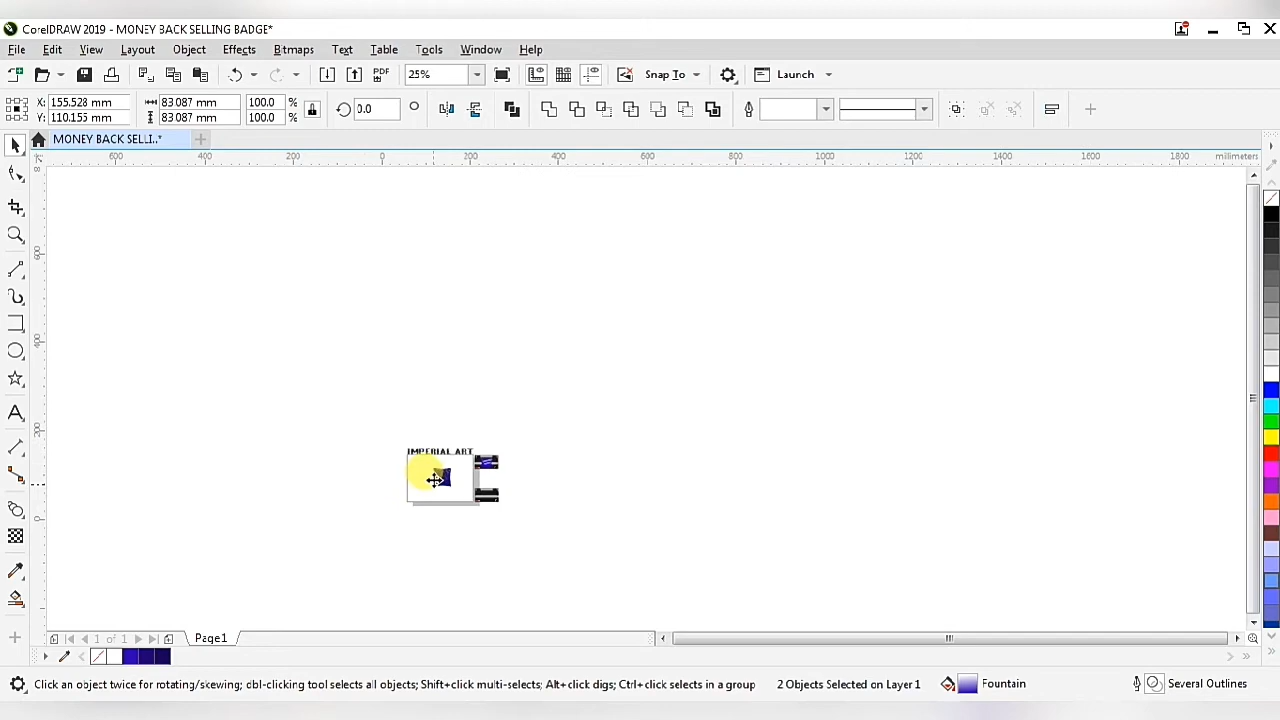 CorelDRAW 2019 - MONEY BACK SELLING BADGE*
File Edit View Layout Object Effects Bitmaps Text Table Tools Window Help
PDF 25% Snap To Launch
X: 155.528 mm 83.087 mm 100.0 % 0.0
Y: 110.155 mm 83.087 mm 100.0 %
MONEY BACK SELLI..*
600 400 200 0 200 400 600 800 1000 1200 1400 1600 1800 millimeters
600
400
200
0
IMPERIAL ART
1 of 1 Page1
Click an object twice for rotating/skewing; dbl-clicking tool selects all objects; Shift+click multi-selects; Alt+click digs; Ctrl+click selects in a group 2 Objects Selected on Layer 1 Fountain Several Outlines